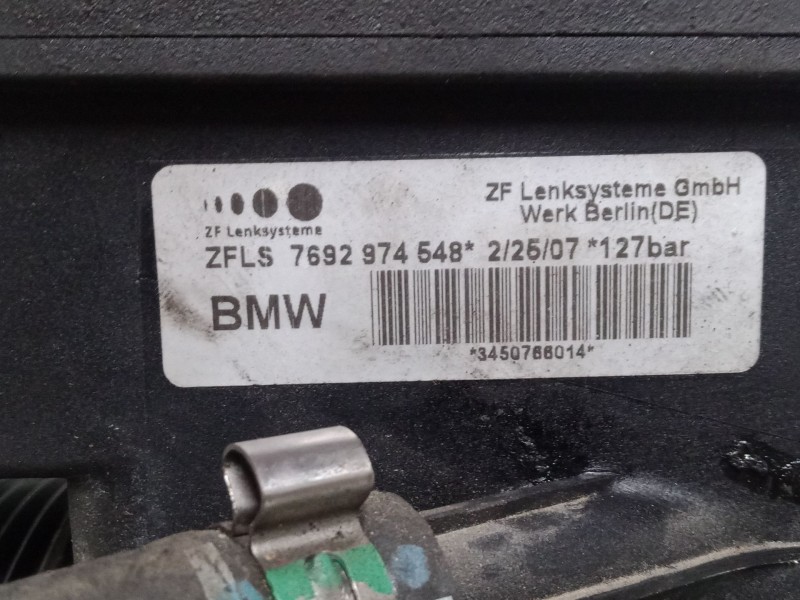 ZF Lenksysteme GmbH
Werk Berlin(DE)
ZF Lenksysteme
ZFLS 7692 974 548* 2/25/07 *127bar
BMW
*3450766014*